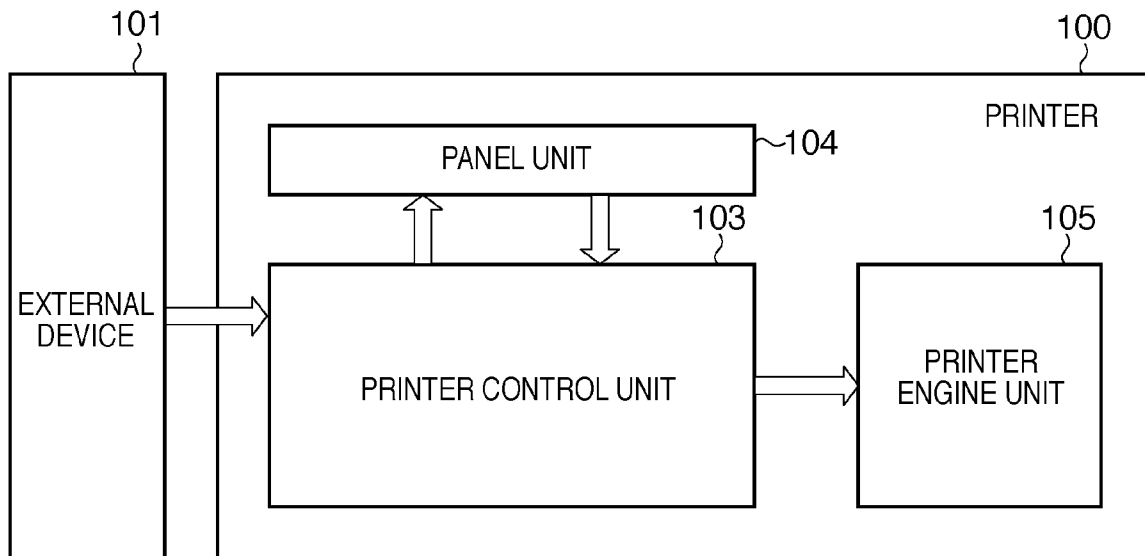 101
100
PRINTER
PANEL UNIT
104
103
105
EXTERNAL
DEVICE
PRINTER CONTROL UNIT
PRINTER
ENGINE UNIT